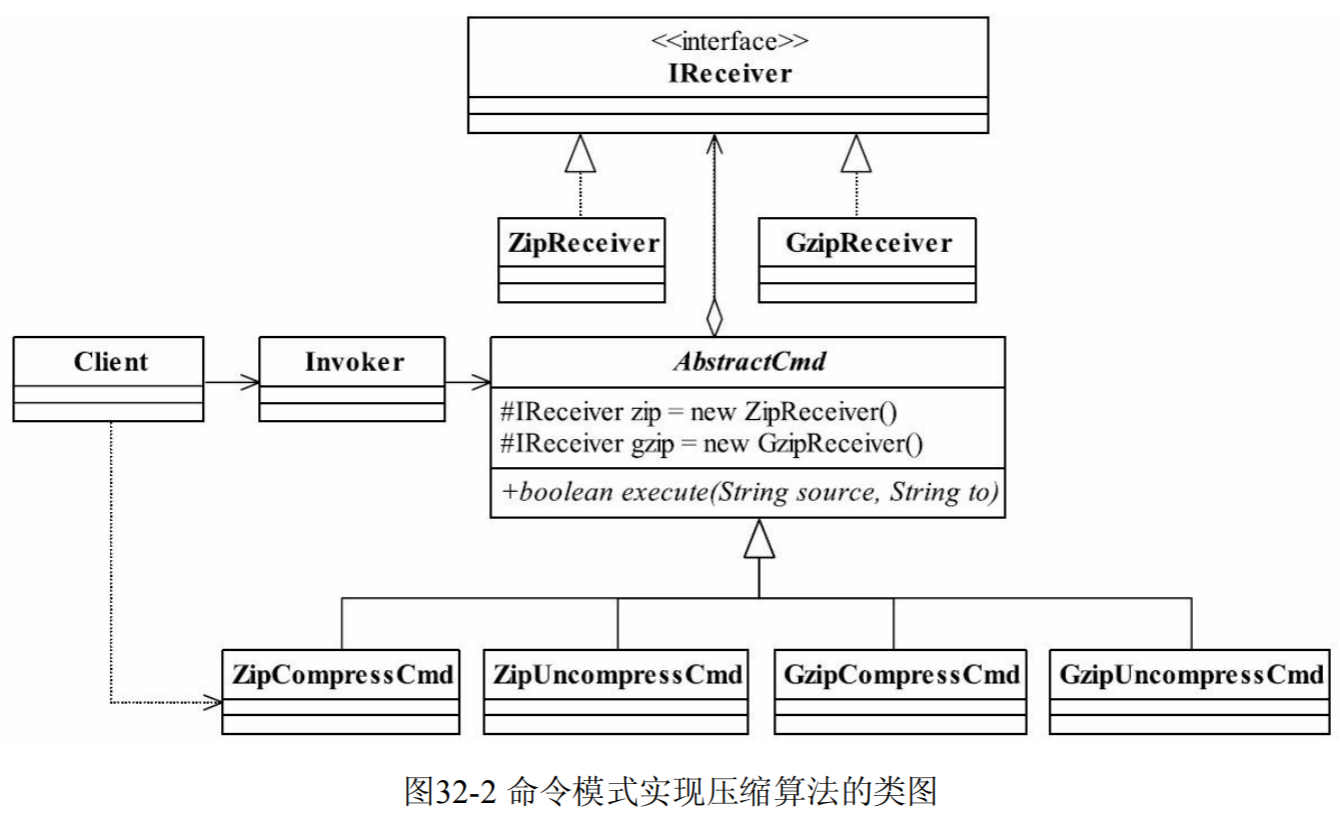 <<interface>>
IReceiver
ZipReceiver
GzipReceiver
Client
Invoker
AbstractCmd
#IReceiver zip = new ZipReceiver()
#IReceiver gzip = new GzipReceiver()
+boolean execute(String source, String to)
ZipCompressCmd
ZipUncompressCmd
GzipCompressCmd
GzipUncompressCmd
图32-2 命令模式实现压缩算法的类图